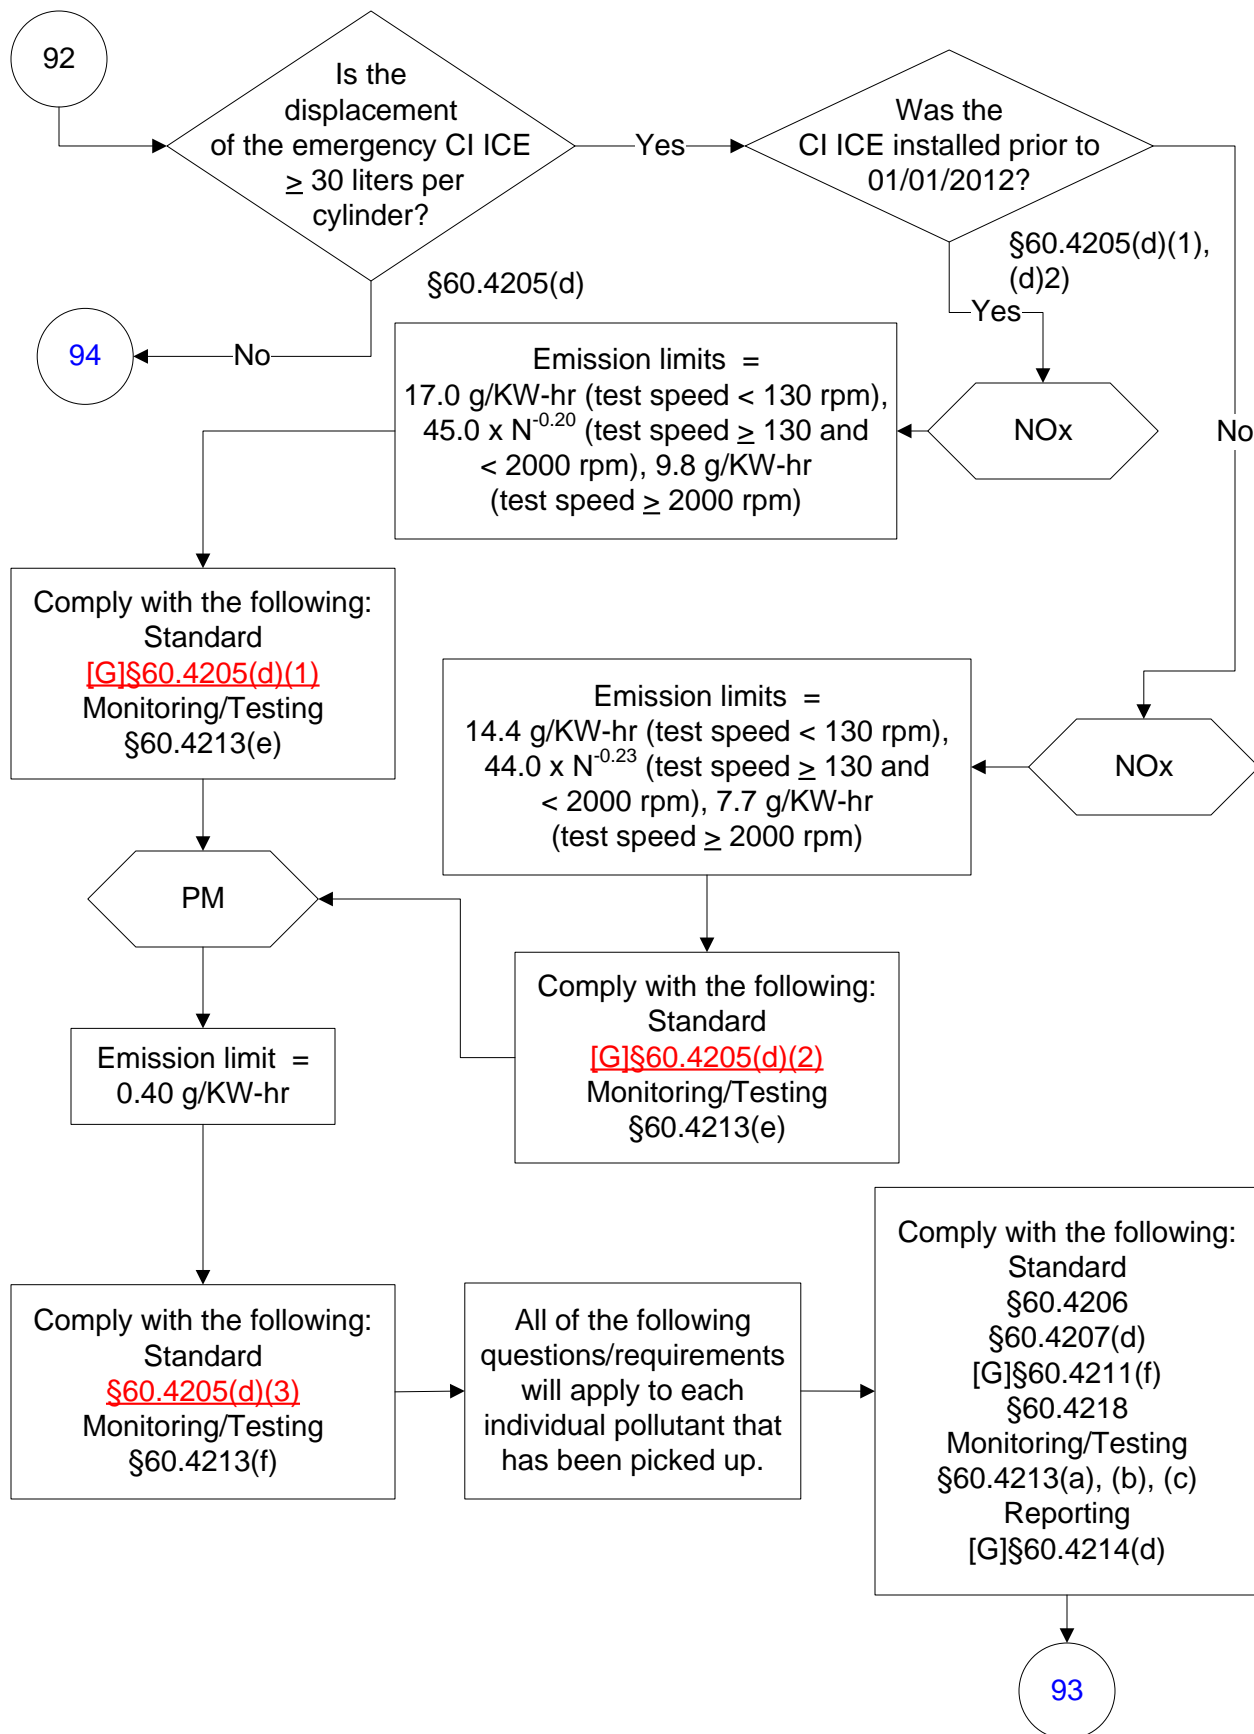 92
Is the
displacement
of the emergency CI ICE
≥ 30 liters per
cylinder?
Yes
Was the
CI ICE installed prior to
01/01/2012?
§60.4205(d)
§60.4205(d)(1),
(d)2)
Yes
No
94
No
NOx
Emission limits =
17.0 g/KW-hr (test speed < 130 rpm),
45.0 x N^-0.20 (test speed ≥ 130 and
< 2000 rpm), 9.8 g/KW-hr
(test speed ≥ 2000 rpm)
Comply with the following:
Standard
[G]§60.4205(d)(1)
Monitoring/Testing
§60.4213(e)
NOx
Emission limits =
14.4 g/KW-hr (test speed < 130 rpm),
44.0 x N^-0.23 (test speed ≥ 130 and
< 2000 rpm), 7.7 g/KW-hr
(test speed ≥ 2000 rpm)
Comply with the following:
Standard
[G]§60.4205(d)(2)
Monitoring/Testing
§60.4213(e)
PM
Emission limit =
0.40 g/KW-hr
Comply with the following:
Standard
§60.4205(d)(3)
Monitoring/Testing
§60.4213(f)
All of the following
questions/requirements
will apply to each
individual pollutant that
has been picked up.
Comply with the following:
Standard
§60.4206
§60.4207(d)
[G]§60.4211(f)
§60.4218
Monitoring/Testing
§60.4213(a), (b), (c)
Reporting
[G]§60.4214(d)
93